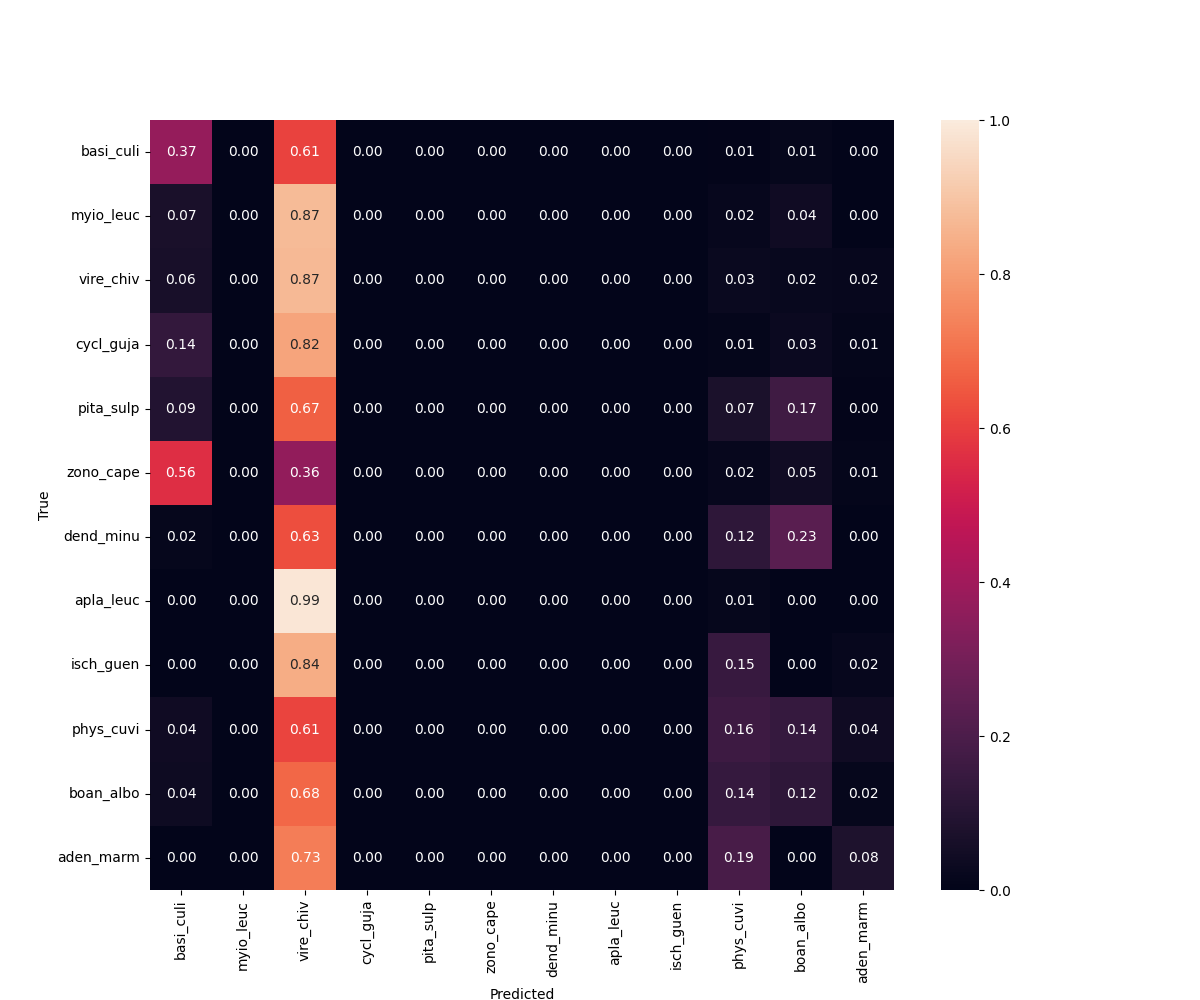 basi_culi 0.37 0.00 0.61 0.00 0.00 0.00 0.00 0.00 0.00 0.01 0.01 0.00 1.0
myio_leuc 0.07 0.00 0.87 0.00 0.00 0.00 0.00 0.00 0.00 0.02 0.04 0.00
vire_chiv 0.06 0.00 0.87 0.00 0.00 0.00 0.00 0.00 0.00 0.03 0.02 0.02 0.8
cycl_guja 0.14 0.00 0.82 0.00 0.00 0.00 0.00 0.00 0.00 0.01 0.03 0.01
pita_sulp 0.09 0.00 0.67 0.00 0.00 0.00 0.00 0.00 0.00 0.07 0.17 0.00 0.6
zono_cape 0.56 0.00 0.36 0.00 0.00 0.00 0.00 0.00 0.00 0.02 0.05 0.01
True
dend_minu 0.02 0.00 0.63 0.00 0.00 0.00 0.00 0.00 0.00 0.12 0.23 0.00
apla_leuc 0.00 0.00 0.99 0.00 0.00 0.00 0.00 0.00 0.00 0.01 0.00 0.00 0.4
isch_guen 0.00 0.00 0.84 0.00 0.00 0.00 0.00 0.00 0.00 0.15 0.00 0.02
phys_cuvi 0.04 0.00 0.61 0.00 0.00 0.00 0.00 0.00 0.00 0.16 0.14 0.04 0.2
boan_albo 0.04 0.00 0.68 0.00 0.00 0.00 0.00 0.00 0.00 0.14 0.12 0.02
aden_marm 0.00 0.00 0.73 0.00 0.00 0.00 0.00 0.00 0.00 0.19 0.00 0.08 0.0
basi_culi myio_leuc vire_chiv cycl_guja pita_sulp zono_cape dend_minu apla_leuc isch_guen phys_cuvi boan_albo aden_marm
Predicted